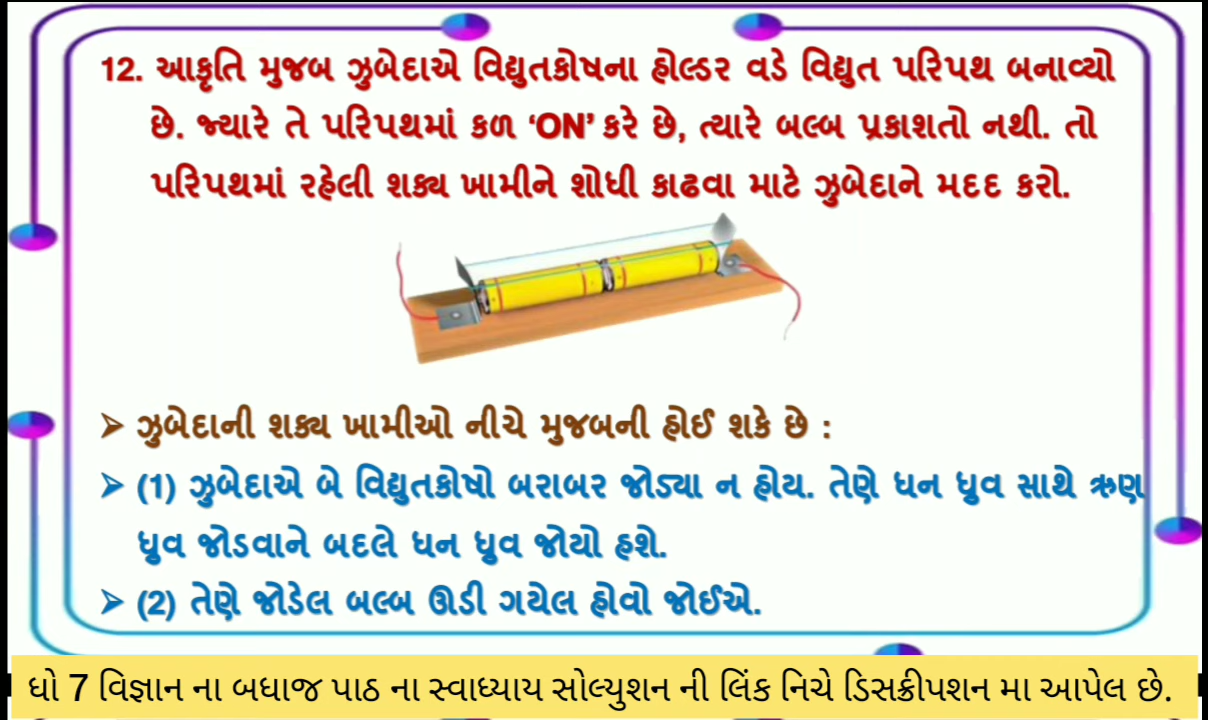 12. આકૃતિ મુજબ ઝુબેદાએ વિદ્યુતકોષના હોલ્ડર વડે વિદ્યુત પરિપથ બનાવ્યો
છે. જ્યારે તે પરિપથમાં કળ ‘ON’ કરે છે, ત્યારે બલ્બ પ્રકાશતો નથી. તો
પરિપથમાં રહેલી શક્ય ખામીને શોધી કાઢવા માટે ઝુબેદાને મદદ કરો.
➢ ઝુબેદાની શક્ય ખામીઓ નીચે મુજબની હોઈ શકે છે :
➢ (1) ઝુબેદાએ બે વિદ્યુતકોષો બરાબર જોડ્યા ન હોય. તેણે ધન ધ્રુવ સાથે ઋણ
ધ્રુવ જોડવાને બદલે ધન ધ્રુવ જોયો હશે.
➢ (2) તેણે જોડેલ બલ્બ ઊડી ગયેલ હોવો જોઈએ.
ધો 7 વિજ્ઞાન ના બધાજ પાઠ ના સ્વાધ્યાય સોલ્યુશન ની લિંક નિચે ડિસક્રીપશન મા આપેલ છે.